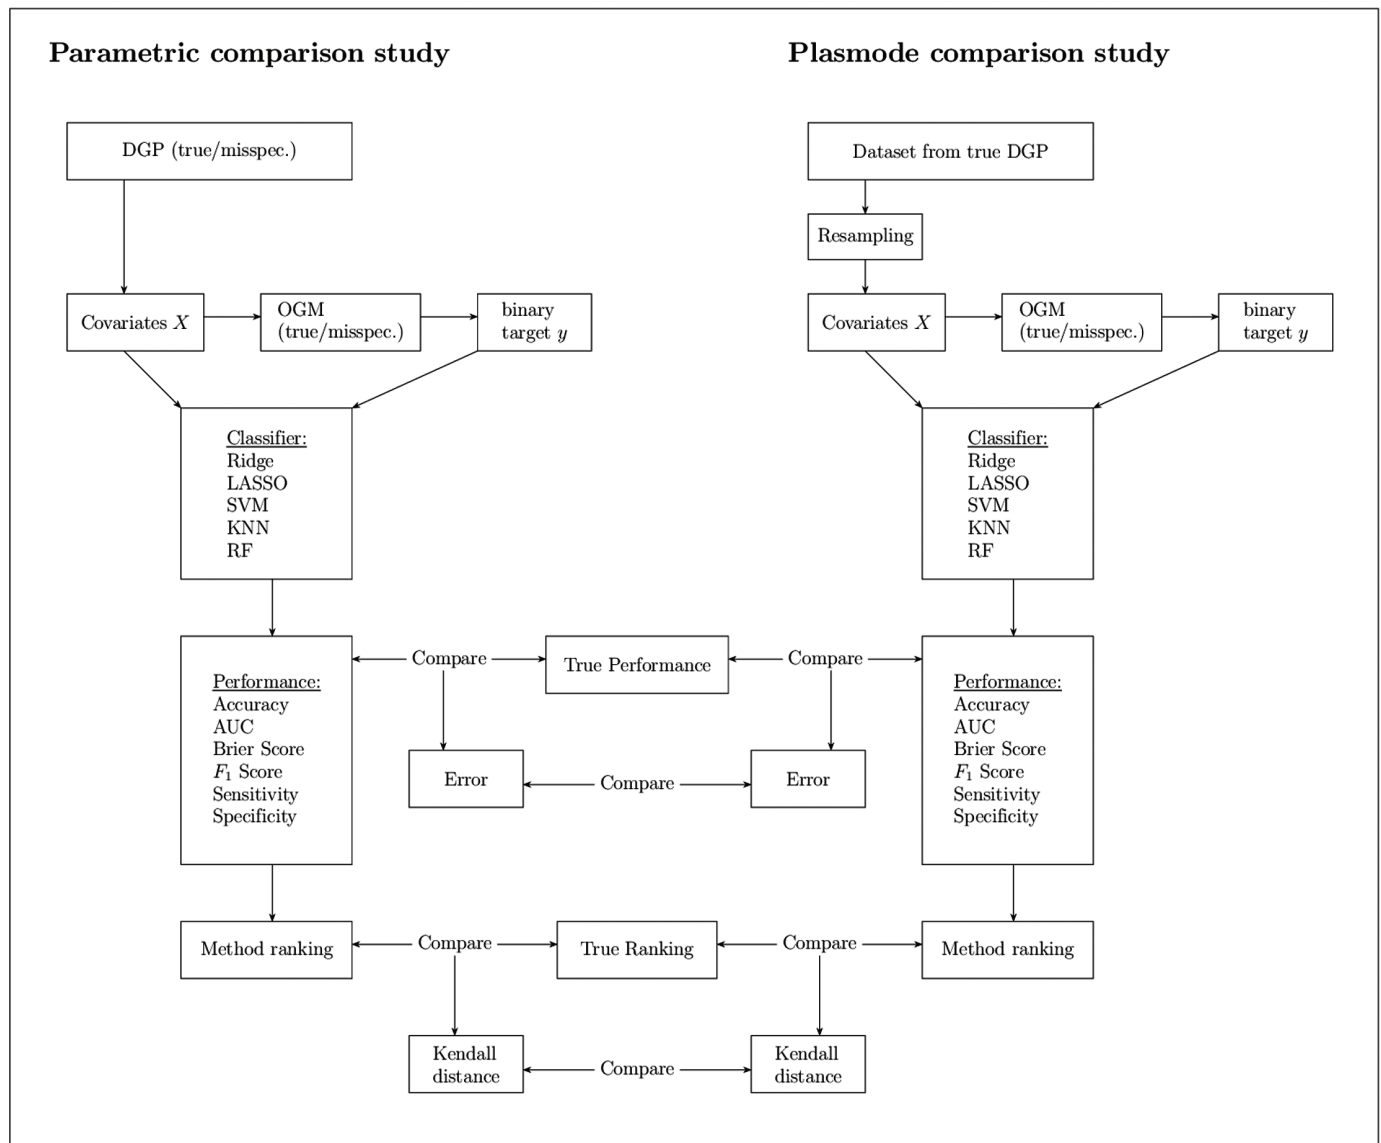 Parametric comparison study
Plasmode comparison study
DGP (true/misspec.)
Dataset from true DGP
Resampling
Covariates X
OGM
(true/misspec.)
binary
target y
Covariates X
OGM
(true/misspec.)
binary
target y
Classifier:
Ridge
LASSO
SVM
KNN
RF
Classifier:
Ridge
LASSO
SVM
KNN
RF
Performance:
Accuracy
AUC
Brier Score
F₁ Score
Sensitivity
Specificity
Compare
True Performance
Compare
Error
Compare
Error
Performance:
Accuracy
AUC
Brier Score
F₁ Score
Sensitivity
Specificity
Method ranking
Compare
True Ranking
Compare
Method ranking
Kendall
distance
Compare
Kendall
distance